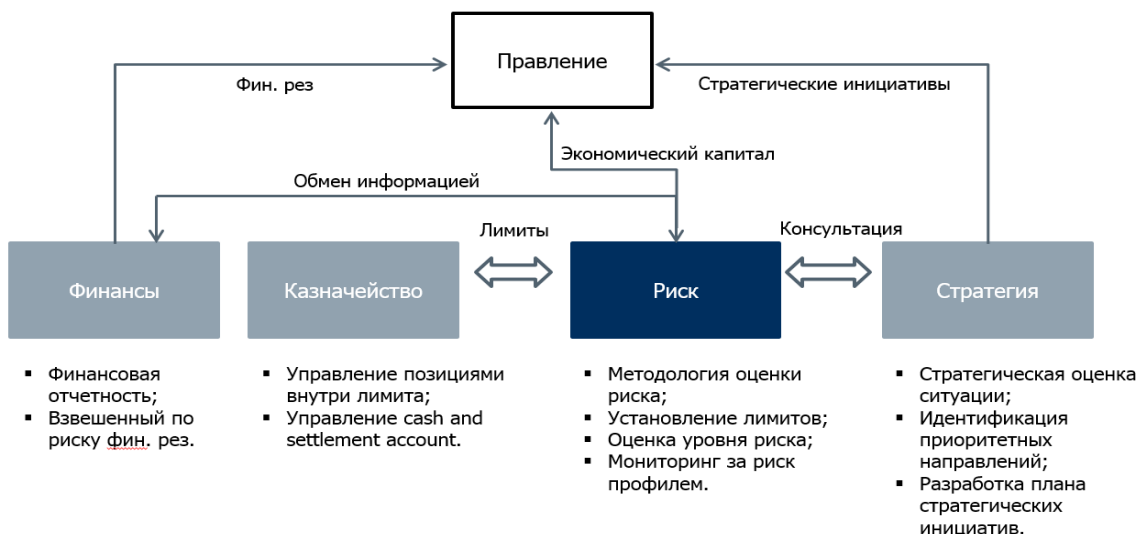 Правление
Фин. рез
Стратегические инициативы
Экономический капитал
Обмен информацией
Лимиты
Консультация
Финансы
Казначейство
Риск
Стратегия
▪ Финансовая
отчетность;
▪ Взвешенный по
риску фин. рез.
▪ Управление позициями
внутри лимита;
▪ Управление cash and
settlement account.
▪ Методология оценки
риска;
▪ Установление лимитов;
▪ Оценка уровня риска;
▪ Мониторинг за риск
профилем.
▪ Стратегическая оценка
ситуации;
▪ Идентификация
приоритетных
направлений;
▪ Разработка плана
стратегических
инициатив.